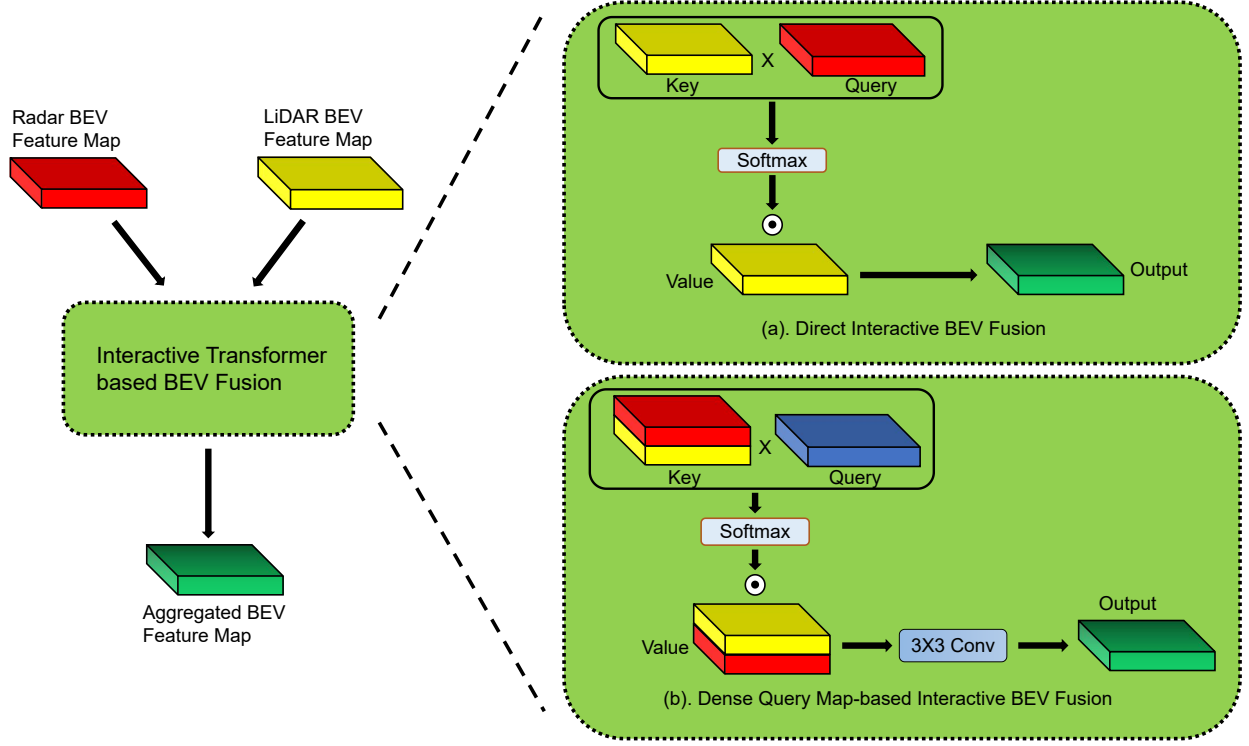 Radar BEV
Feature Map
LiDAR BEV
Feature Map
Interactive Transformer
based BEV Fusion
Aggregated BEV
Feature Map
X
Key
Query
Softmax
Value
Output
(a). Direct Interactive BEV Fusion
X
Key
Query
Softmax
Value
3X3 Conv
Output
(b). Dense Query Map-based Interactive BEV Fusion